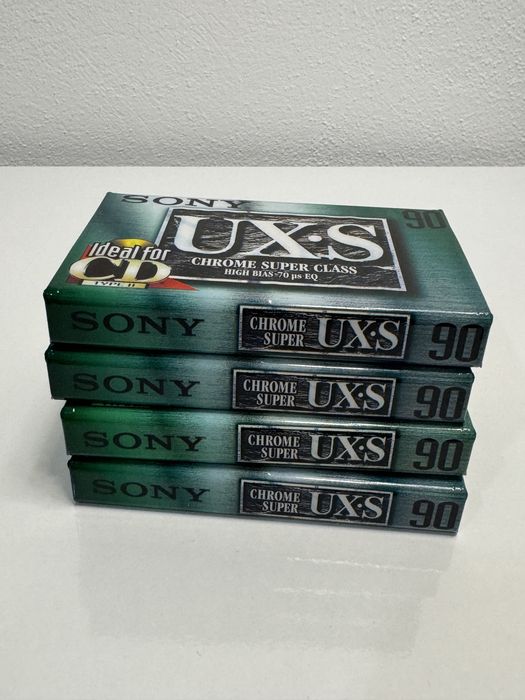 SONY
90
UX·S
Ideal for
CD
TYPE II
CHROME SUPER CLASS
HIGH BIAS·70 µs EQ
SONY
CHROME
SUPER
UX·S
90
SONY
CHROME
SUPER
UX·S
90
SONY
CHROME
SUPER
UX·S
90
SONY
CHROME
SUPER
UX·S
90